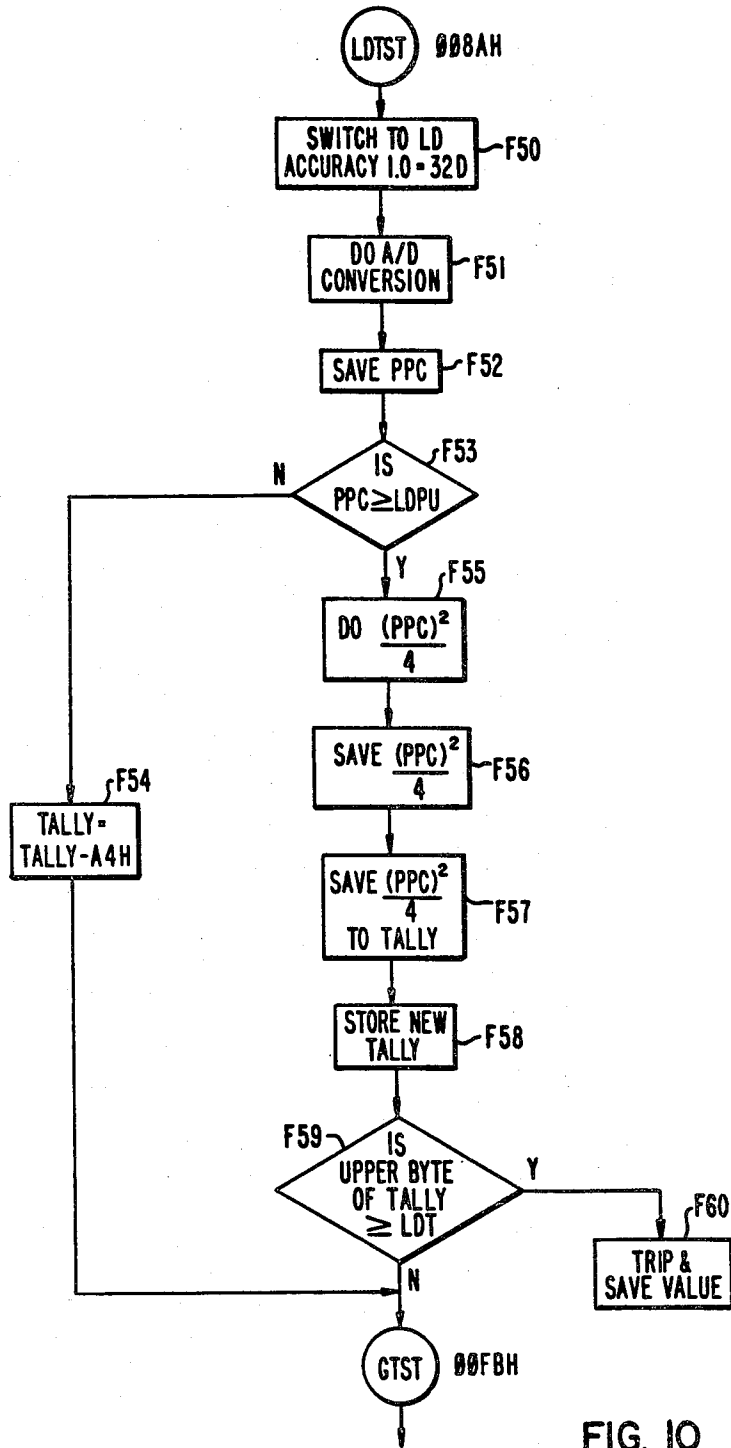 LDTST 008AH
SWITCH TO LD
ACCURACY 1.0=32D
F50
DO A/D
CONVERSION
F51
SAVE PPC
F52
IS
PPC≥LDPU
F53
N
Y
TALLY=
TALLY-A4H
F54
DO (PPC)²
4
F55
SAVE (PPC)²
4
F56
SAVE (PPC)²
4
TO TALLY
F57
STORE NEW
TALLY
F58
F59
IS
UPPER BYTE
OF TALLY
≥ LDT
Y
N
TRIP &
SAVE VALUE
F60
GTST 00FBH
FIG. 10